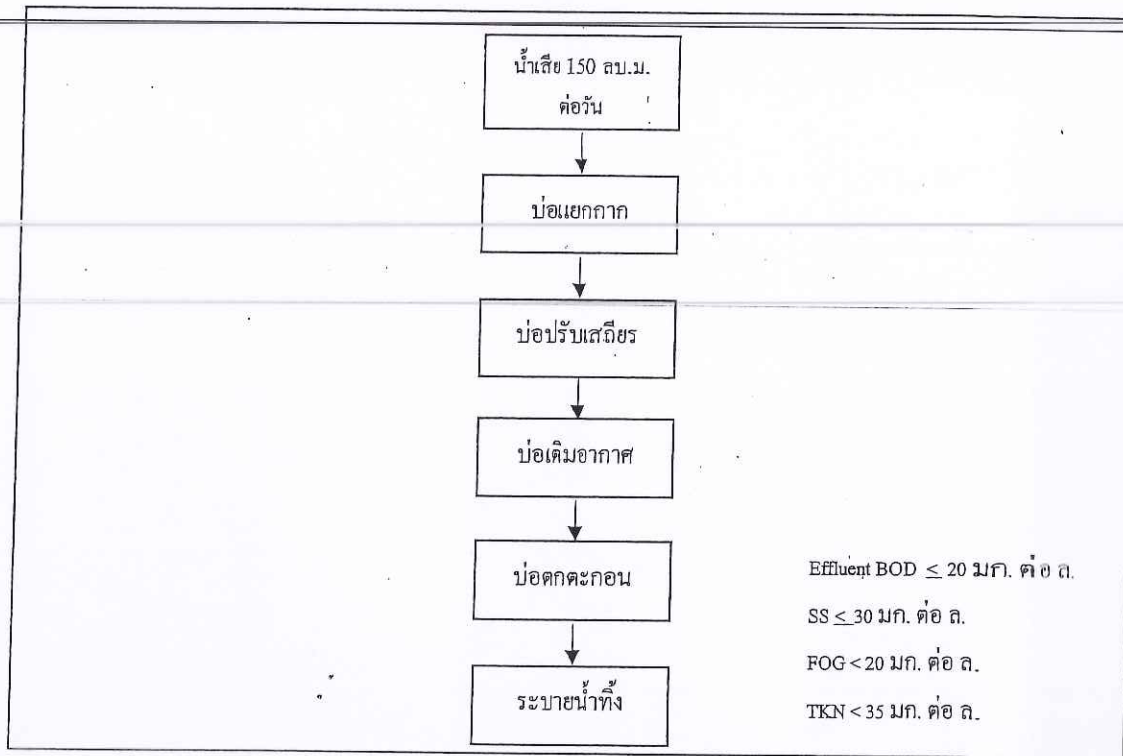 น้ำเสีย 150 ลบ.ม.
ต่อวัน
บ่อแยกกาก
บ่อปรับเสถียร
บ่อเติมอากาศ
บ่อตกตะกอน
ระบายน้ำทิ้ง
Effluent BOD ≤ 20 มก. ต่อ ล.
SS ≤ 30 มก. ต่อ ล.
FOG < 20 มก. ต่อ ล.
TKN < 35 มก. ต่อ ล.